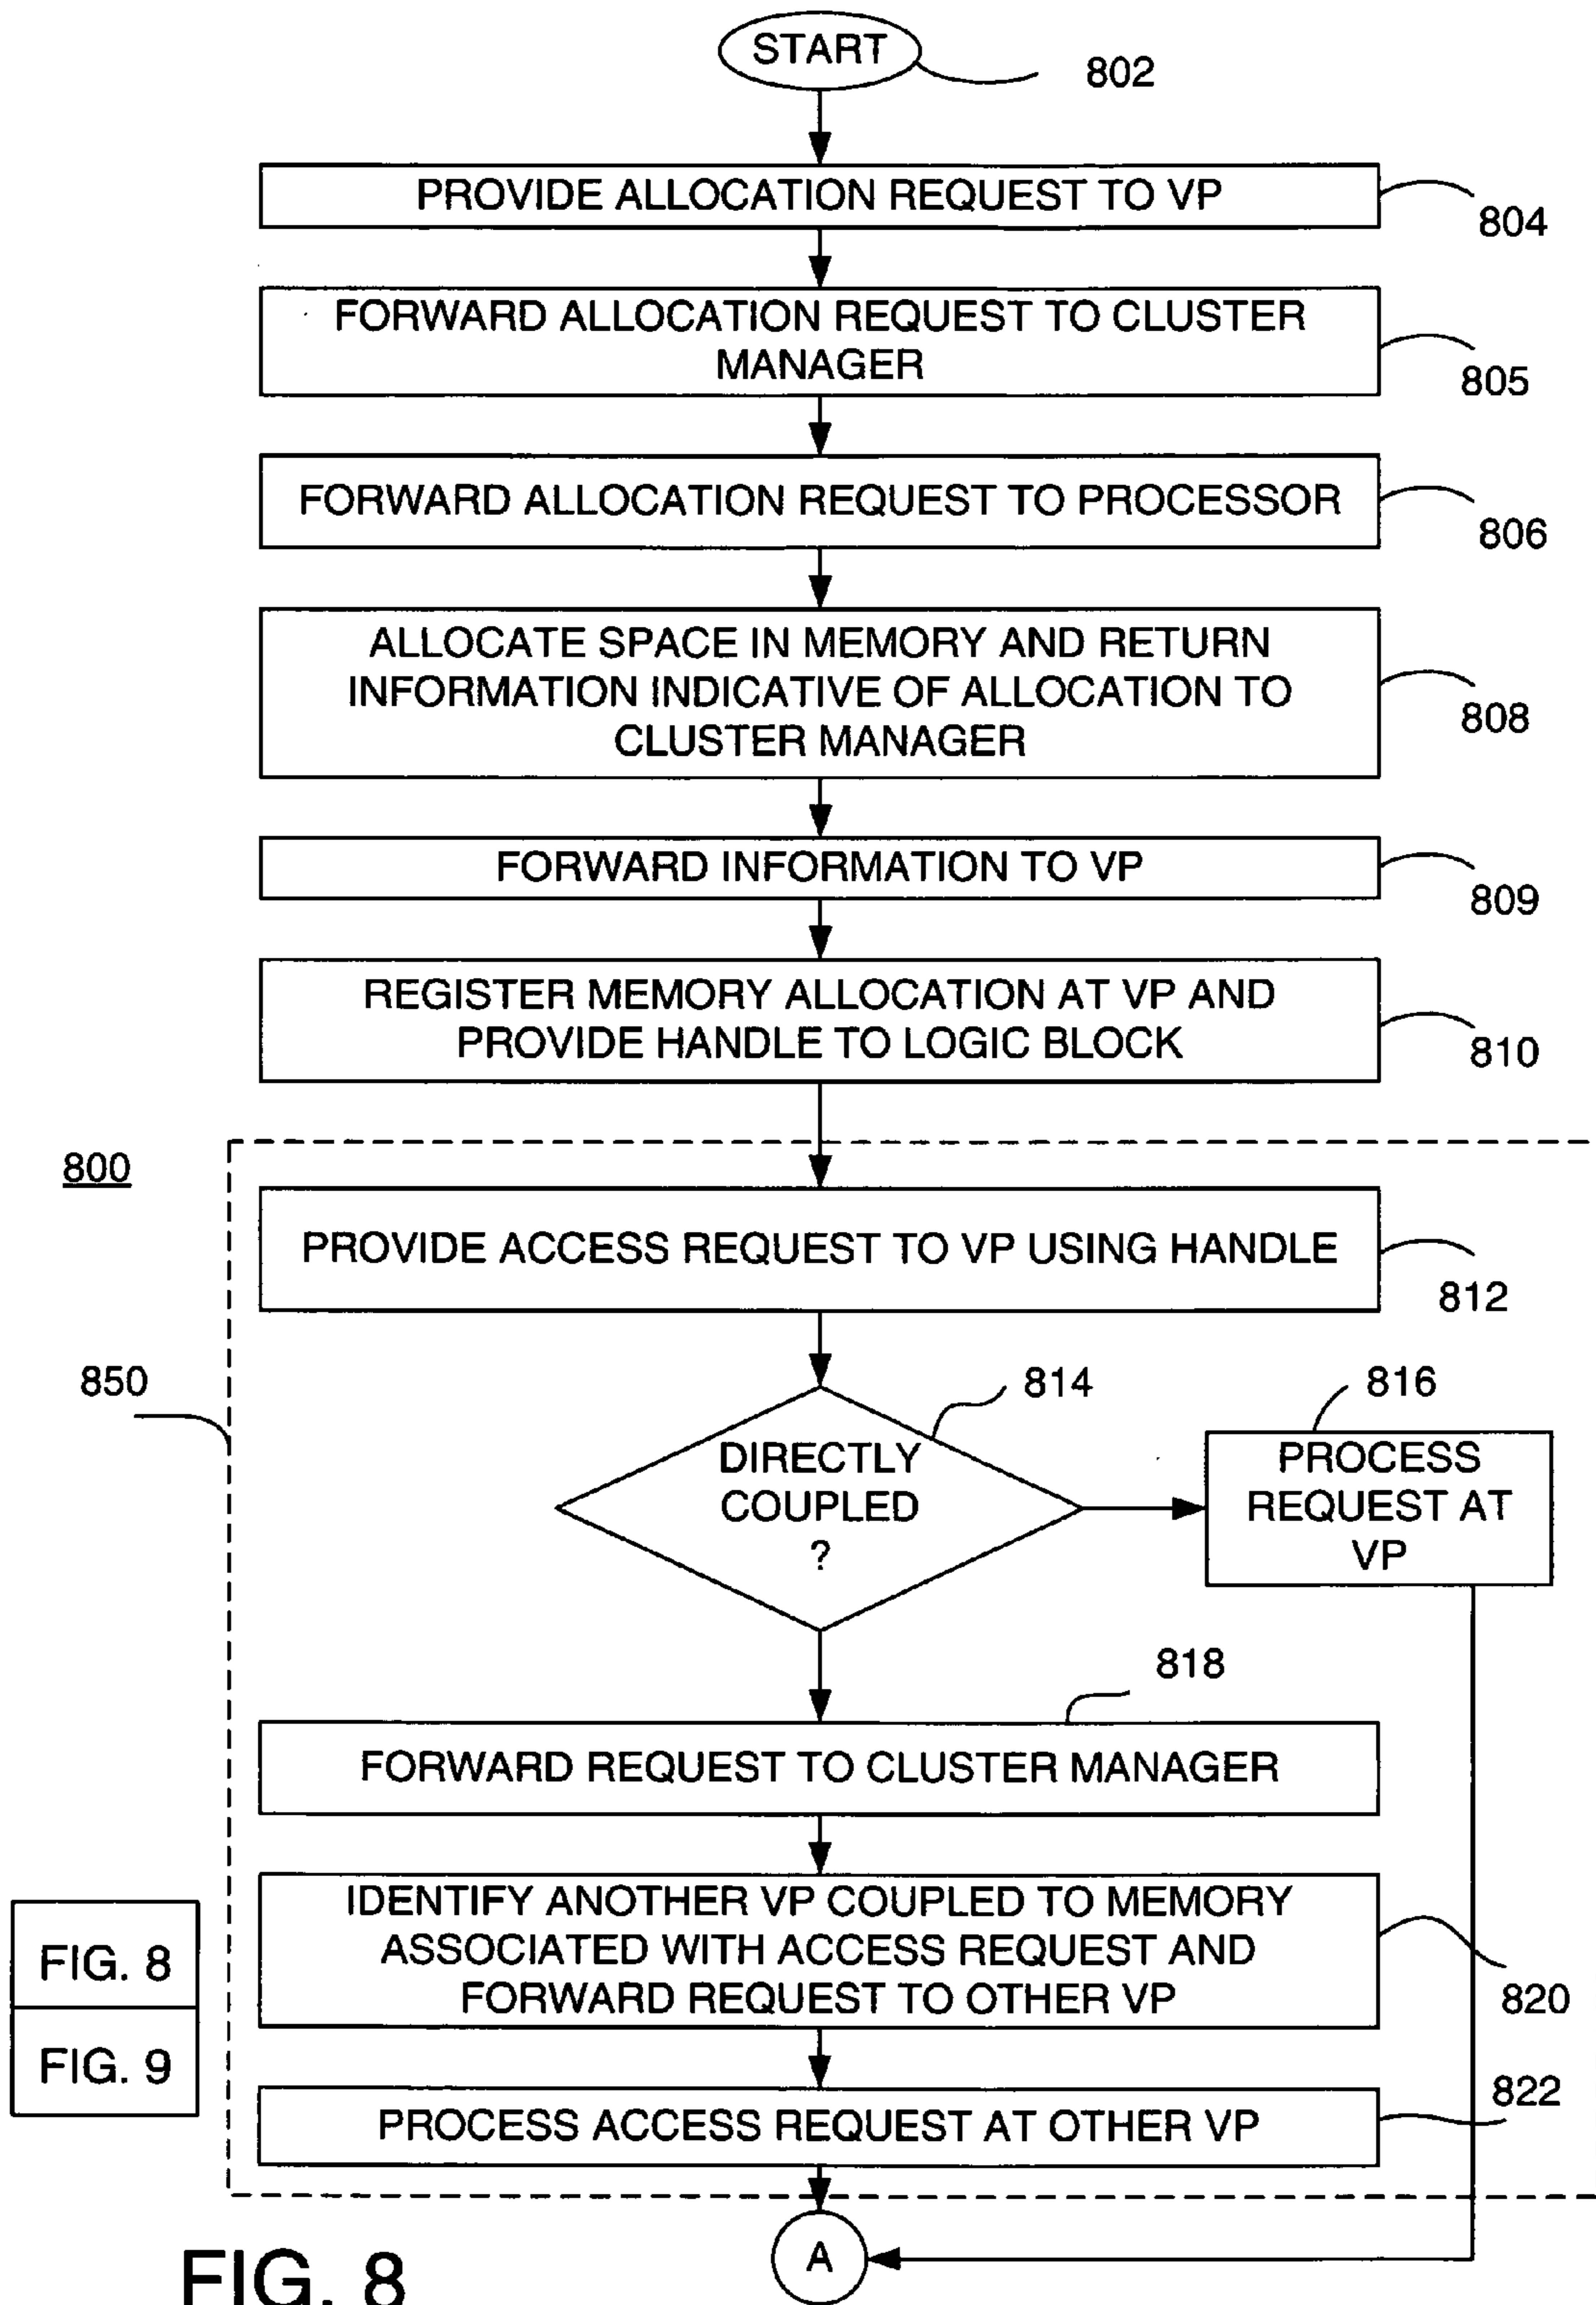 START
802
PROVIDE ALLOCATION REQUEST TO VP
804
FORWARD ALLOCATION REQUEST TO CLUSTER
MANAGER
805
FORWARD ALLOCATION REQUEST TO PROCESSOR
806
ALLOCATE SPACE IN MEMORY AND RETURN
INFORMATION INDICATIVE OF ALLOCATION TO
CLUSTER MANAGER
808
FORWARD INFORMATION TO VP
809
REGISTER MEMORY ALLOCATION AT VP AND
PROVIDE HANDLE TO LOGIC BLOCK
810
800
PROVIDE ACCESS REQUEST TO VP USING HANDLE
812
850
814
DIRECTLY
COUPLED
?
816
PROCESS
REQUEST AT
VP
818
FORWARD REQUEST TO CLUSTER MANAGER
IDENTIFY ANOTHER VP COUPLED TO MEMORY
ASSOCIATED WITH ACCESS REQUEST AND
FORWARD REQUEST TO OTHER VP
820
FIG. 8
FIG. 9
822
PROCESS ACCESS REQUEST AT OTHER VP
A
FIG. 8